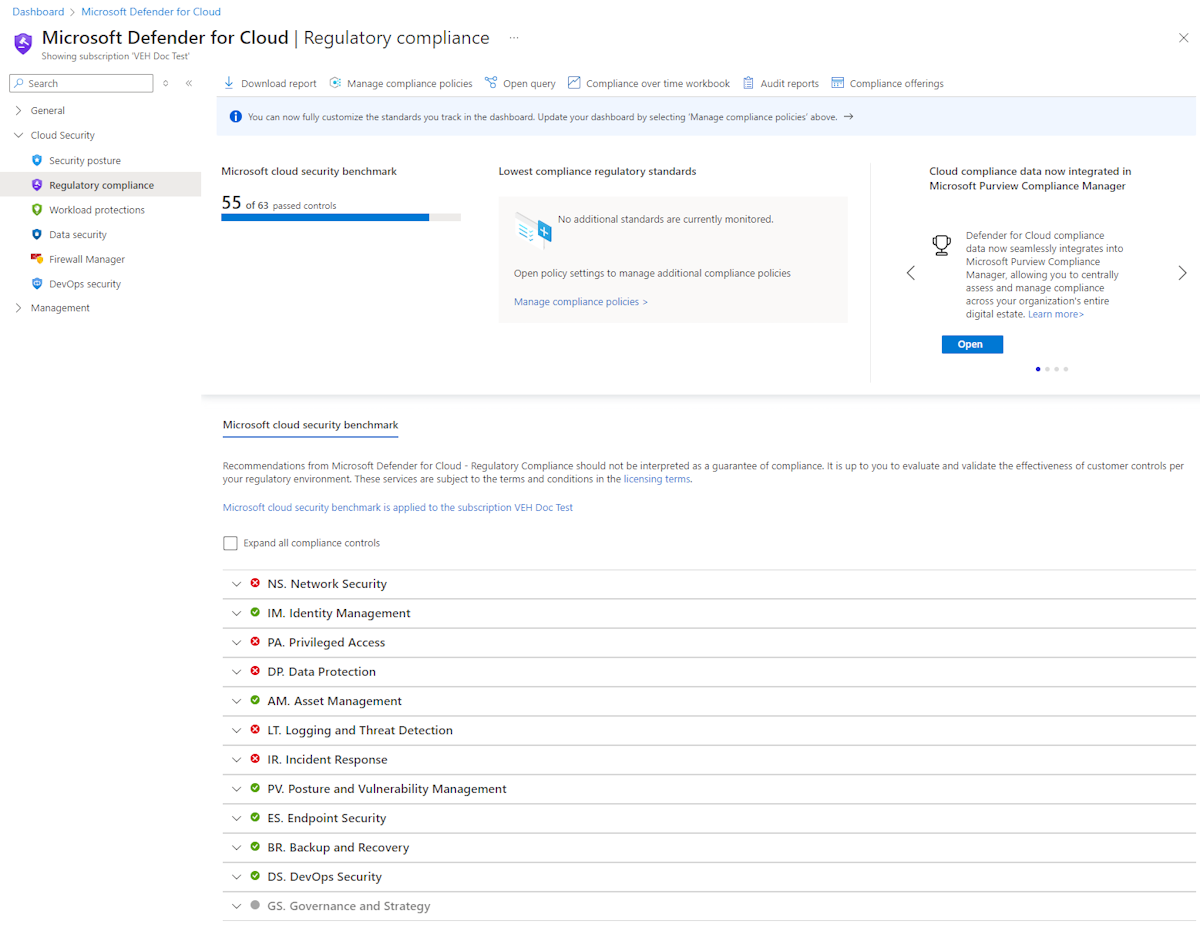 Dashboard > Microsoft Defender for Cloud
Microsoft Defender for Cloud | Regulatory compliance ...
Showing subscription 'VEH Doc Test'
Search
General
Cloud Security
Security posture
Regulatory compliance
Workload protections
Data security
Firewall Manager
DevOps security
Management
Download report Manage compliance policies Open query Compliance over time workbook Audit reports Compliance offerings
You can now fully customize the standards you track in the dashboard. Update your dashboard by selecting 'Manage compliance policies' above. →
Microsoft cloud security benchmark
55 of 63 passed controls
Lowest compliance regulatory standards
No additional standards are currently monitored.
Open policy settings to manage additional compliance policies
Manage compliance policies >
Cloud compliance data now integrated in
Microsoft Purview Compliance Manager
Defender for Cloud compliance
data now seamlessly integrates into
Microsoft Purview Compliance
Manager, allowing you to centrally
assess and manage compliance
across your organization's entire
digital estate. Learn more>
Open
Microsoft cloud security benchmark
Recommendations from Microsoft Defender for Cloud - Regulatory Compliance should not be interpreted as a guarantee of compliance. It is up to you to evaluate and validate the effectiveness of customer controls per
your regulatory environment. These services are subject to the terms and conditions in the licensing terms.
Microsoft cloud security benchmark is applied to the subscription VEH Doc Test
Expand all compliance controls
NS. Network Security
IM. Identity Management
PA. Privileged Access
DP. Data Protection
AM. Asset Management
LT. Logging and Threat Detection
IR. Incident Response
PV. Posture and Vulnerability Management
ES. Endpoint Security
BR. Backup and Recovery
DS. DevOps Security
GS. Governance and Strategy